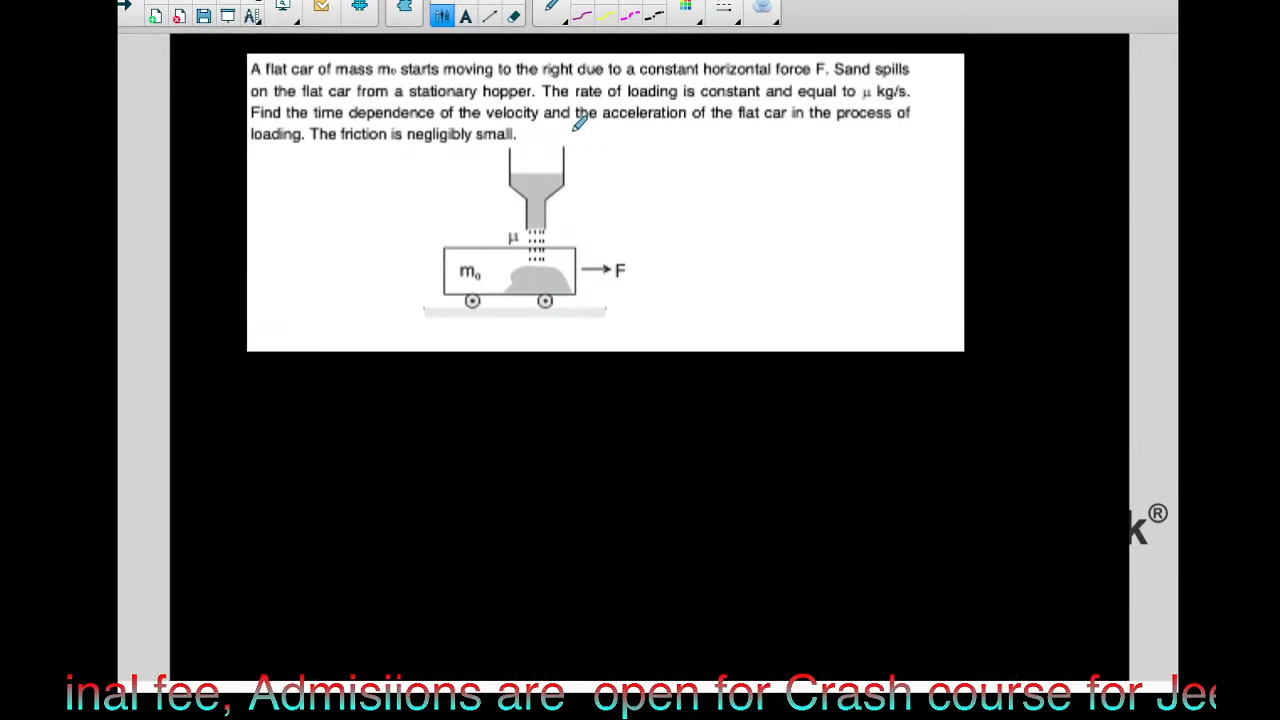 A flat car of mass m₀ starts moving to the right due to a constant horizontal force F. Sand spills
on the flat car from a stationary hopper. The rate of loading is constant and equal to μ kg/s.
Find the time dependence of the velocity and the acceleration of the flat car in the process of
loading. The friction is negligibly small.
μ
m₀
F
k®
inal fee, Admisiions are open for Crash course for Jee